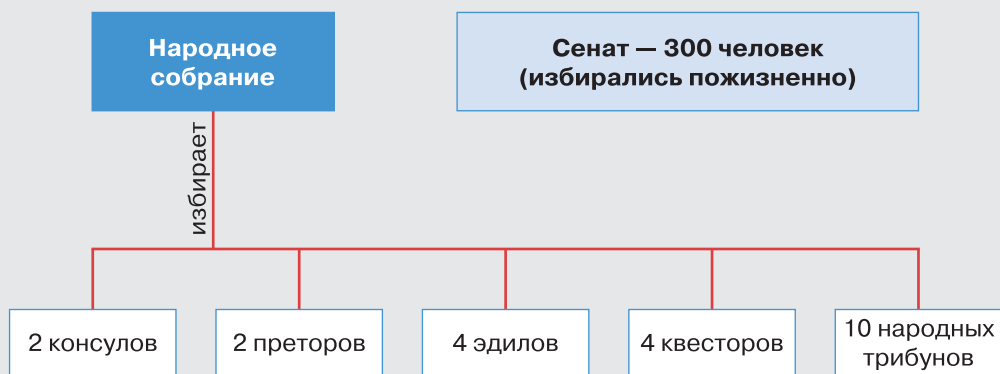 Народное
собрание
Сенат — 300 человек
(избирались пожизненно)
избирает
2 консулов
2 преторов
4 эдилов
4 квесторов
10 народных
трибунов